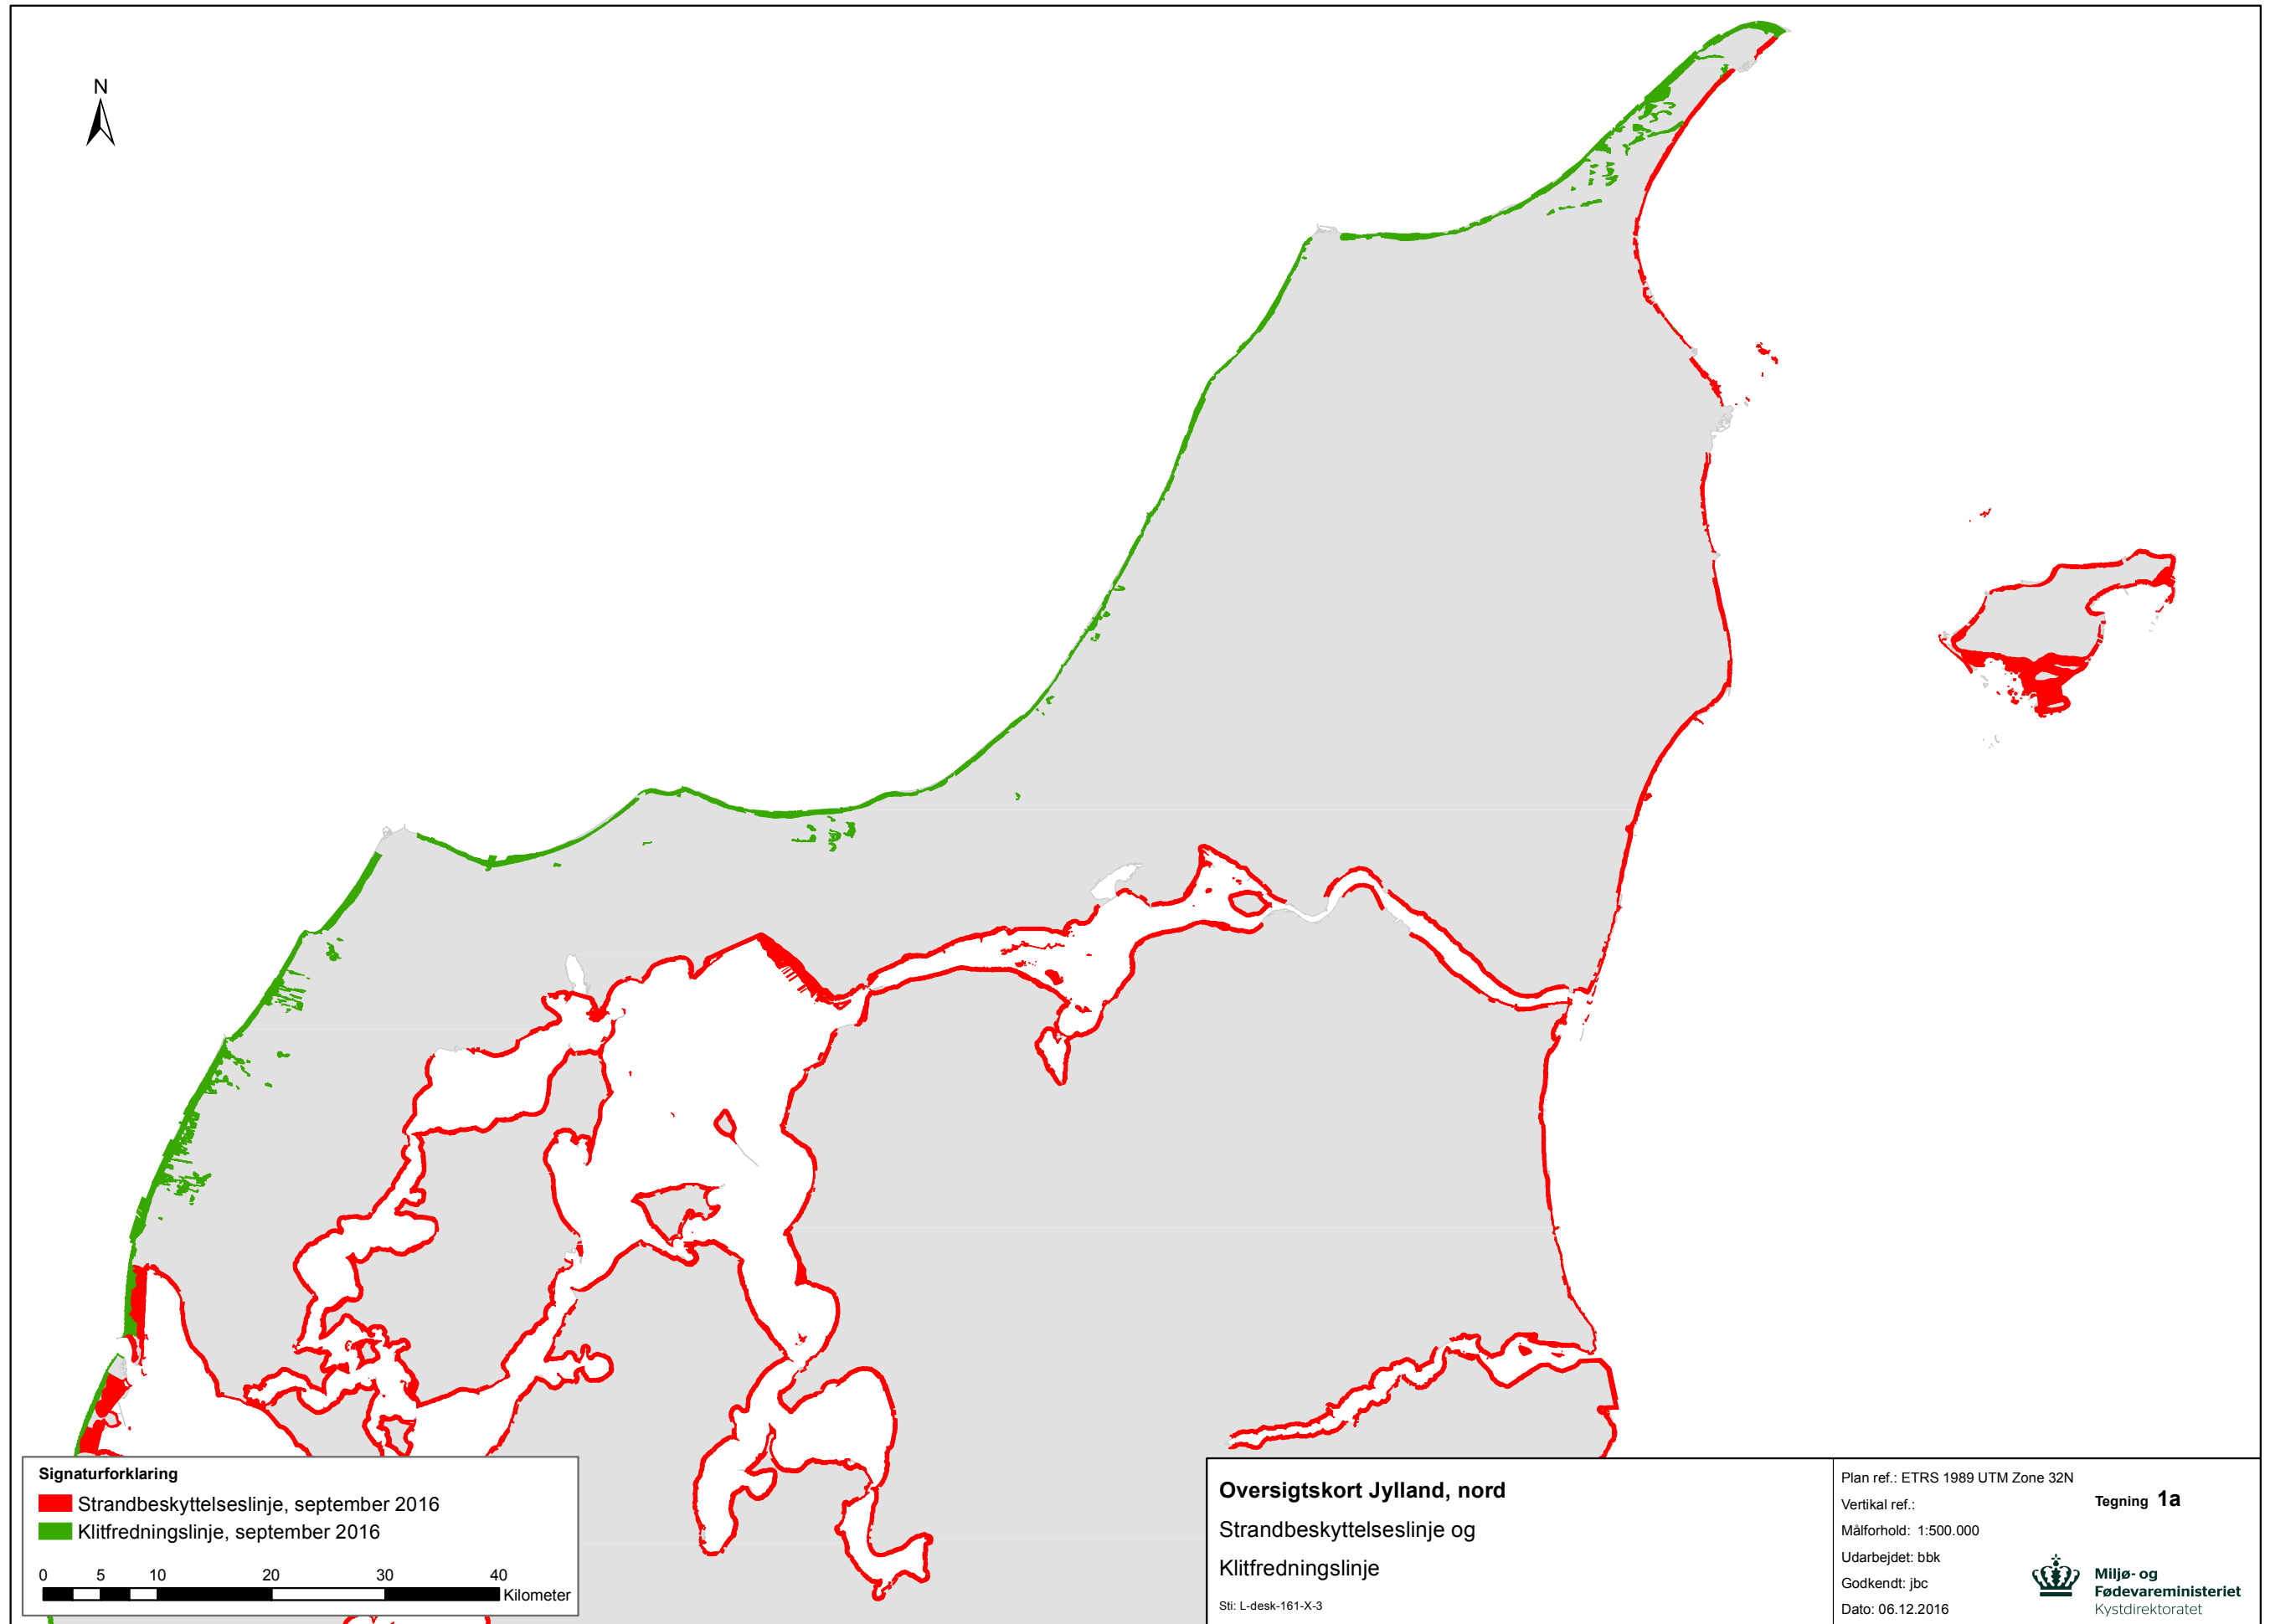 N
Signaturforklaring
Strandbeskyttelseslinje, september 2016
Klitfredningslinje, september 2016
0 5 10 20 30 40
Kilometer
Oversigtskort Jylland, nord
Strandbeskyttelseslinje og
Klitfredningslinje
Sti: L-desk-161-X-3
Plan ref.: ETRS 1989 UTM Zone 32N
Vertikal ref.:
Målforhold: 1:500.000
Udarbejdet: bbk
Godkendt: jbc
Dato: 06.12.2016
Tegning 1a
Miljø- og
Fødevareministeriet
Kystdirektoratet